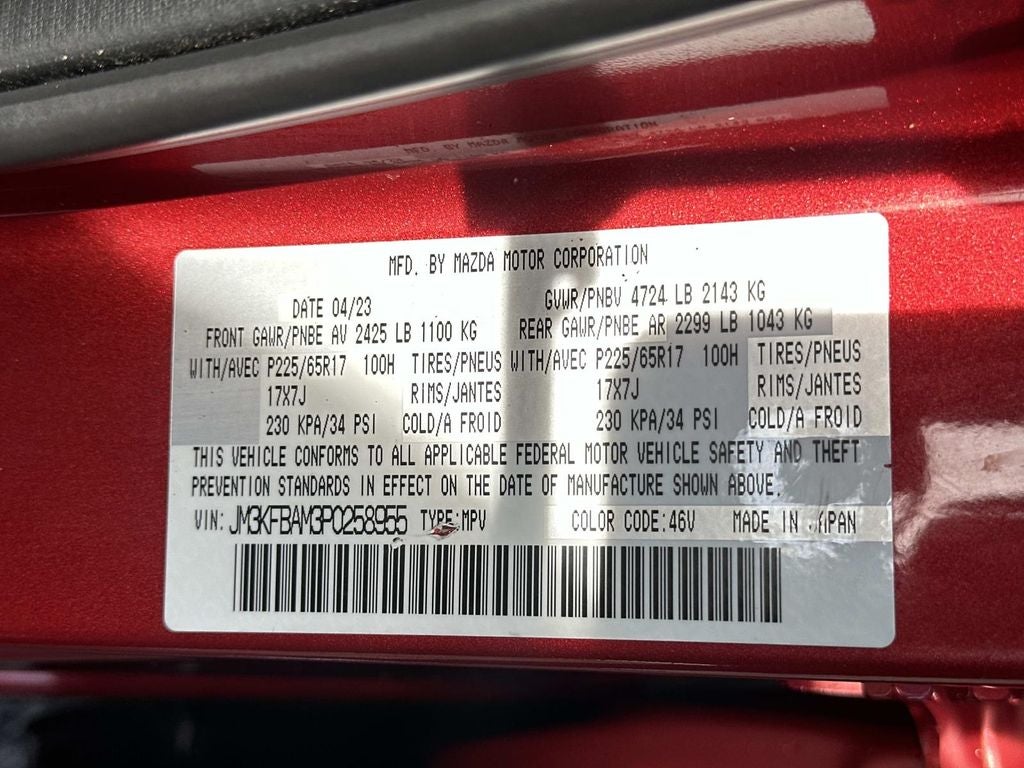 MFD. BY MAZDA MOTOR CORPORATION
DATE 04/23 GVWR/PNBV 4724 LB 2143 KG
FRONT GAWR/PNBE AV 2425 LB 1100 KG REAR GAWR/PNBE AR 2299 LB 1043 KG
WITH/AVEC P225/65R17 100H TIRES/PNEUS WITH/AVEC P225/65R17 100H TIRES/PNEUS
17X7J RIMS/JANTES 17X7J RIMS/JANTES
230 KPA/34 PSI COLD/A FROID 230 KPA/34 PSI COLD/A FROID
THIS VEHICLE CONFORMS TO ALL APPLICABLE FEDERAL MOTOR VEHICLE SAFETY AND THEFT
PREVENTION STANDARDS IN EFFECT ON THE DATE OF MANUFACTURE SHOWN ABOVE.
VIN: JM3KFBAM3P0258955 TYPE:MPV COLOR CODE:46V MADE IN JAPAN